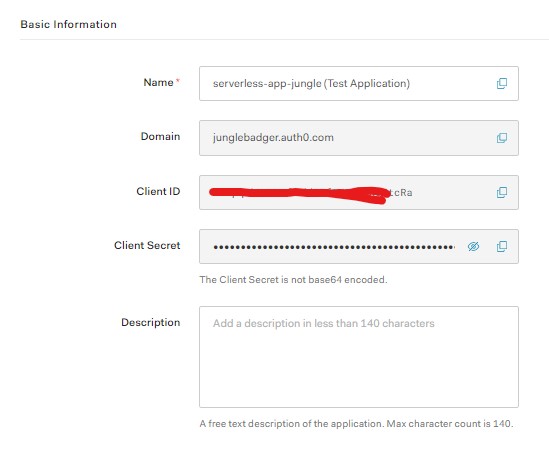 Basic Information
Name *
serverless-app-jungle (Test Application)
Domain
junglebadger.auth0.com
Client ID
tcRa
Client Secret
••••••••••••••••••••••••••••••••••••••••••••
The Client Secret is not base64 encoded.
Description
Add a description in less than 140 characters
A free text description of the application. Max character count is 140.